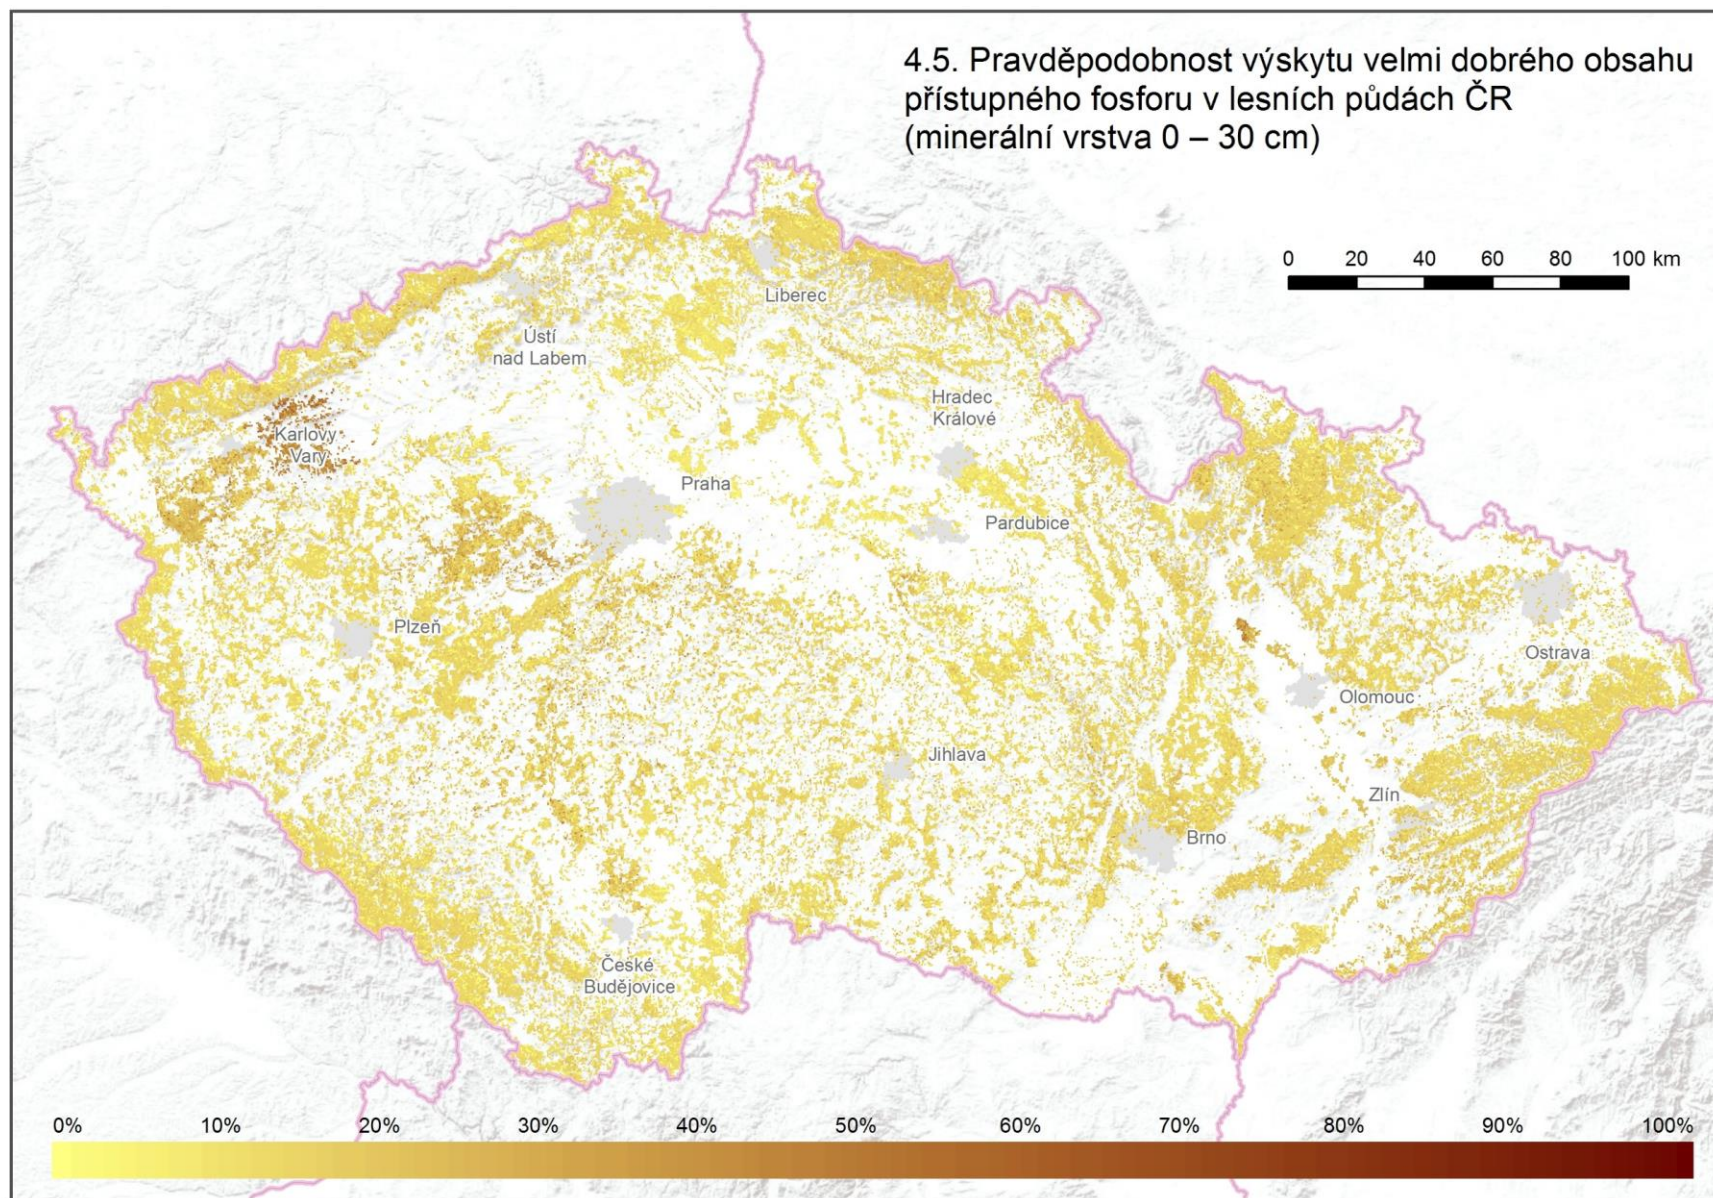 4.5. Pravděpodobnost výskytu velmi dobrého obsahu
přístupného fosforu v lesních půdách ČR
(minerální vrstva 0 – 30 cm)
0 20 40 60 80 100 km
Liberec
Ústí
nad Labem
Hradec
Králové
Karlovy
Vary
Praha
Pardubice
Plzeň
Ostrava
Olomouc
Jihlava
Zlín
Brno
České
Budějovice
0% 10% 20% 30% 40% 50% 60% 70% 80% 90% 100%